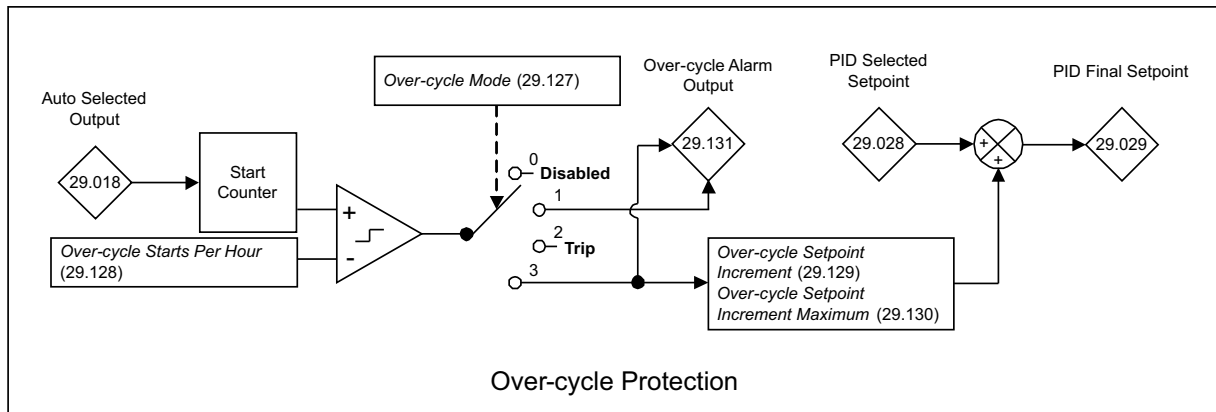 Auto Selected
Output
29.018
Start
Counter
Over-cycle Starts Per Hour
(29.128)
+
-
Over-cycle Mode (29.127)
0
Disabled
1
2
Trip
3
Over-cycle Alarm
Output
29.131
Over-cycle Setpoint
Increment (29.129)
Over-cycle Setpoint
Increment Maximum (29.130)
PID Selected
Setpoint
29.028
+
+
PID Final Setpoint
29.029
Over-cycle Protection